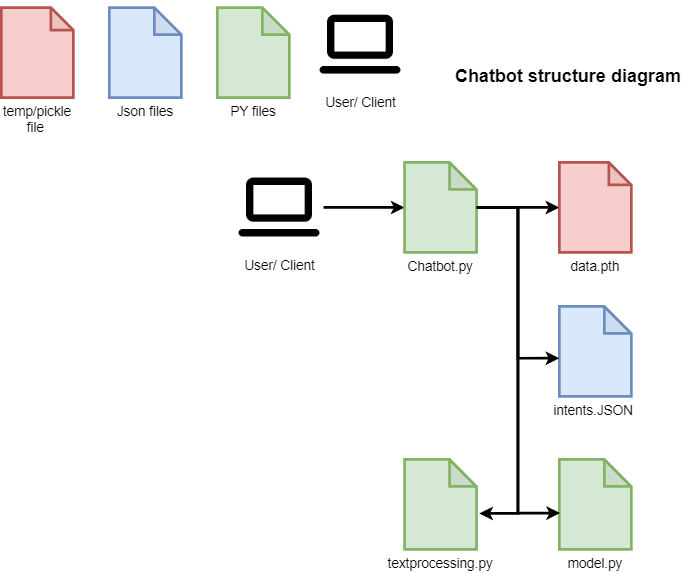 temp/pickle
file
Json files
PY files
User/ Client
Chatbot structure diagram
User/ Client
Chatbot.py
data.pth
intents.JSON
textprocessing.py
model.py